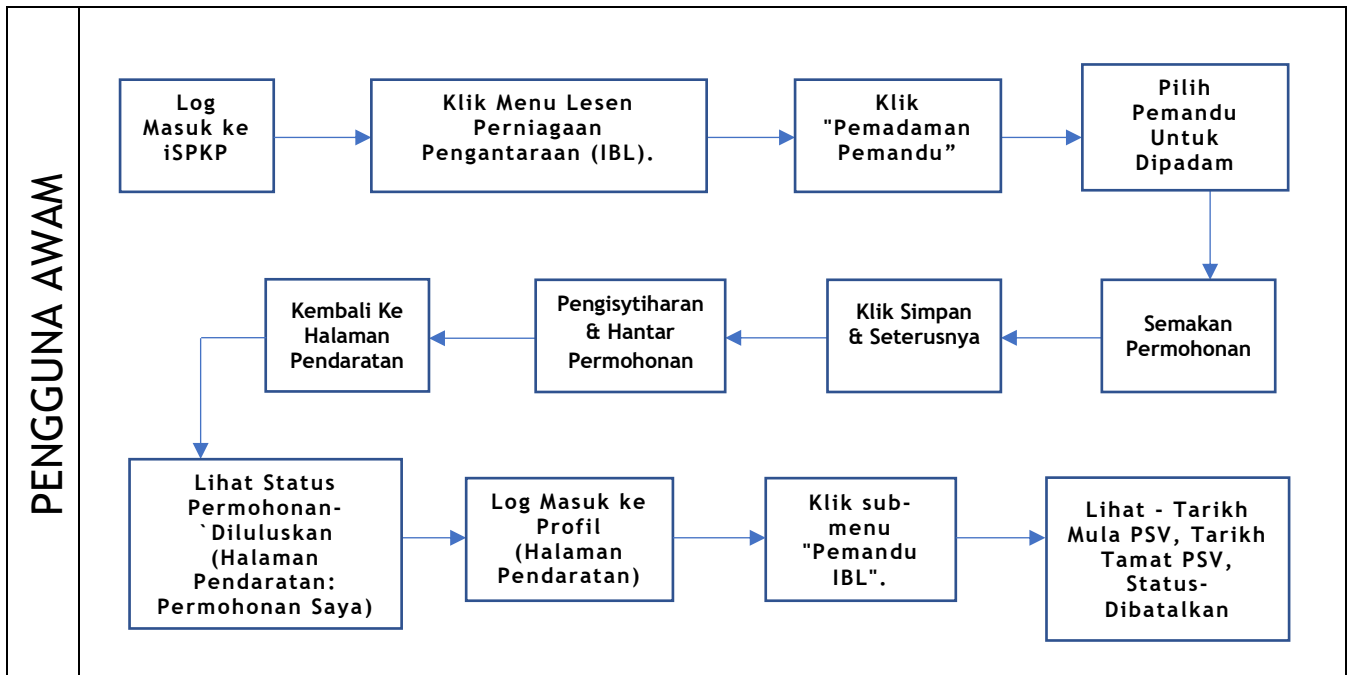 PENGGUNA AWAM
Log
Masuk ke
iSPKP
Klik Menu Lesen
Perniagaan
Pengantaraan (IBL).
Klik
"Pemadaman
Pemandu”
Pilih
Pemandu
Untuk
Dipadam
Semakan
Permohonan
Klik Simpan
& Seterusnya
Pengisytiharan
& Hantar
Permohonan
Kembali Ke
Halaman
Pendaratan
Lihat Status
Permohonan-
`Diluluskan
(Halaman
Pendaratan:
Permohonan Saya)
Log Masuk ke
Profil
(Halaman
Pendaratan)
Klik sub-
menu
"Pemandu
IBL".
Lihat - Tarikh
Mula PSV, Tarikh
Tamat PSV,
Status-
Dibatalkan